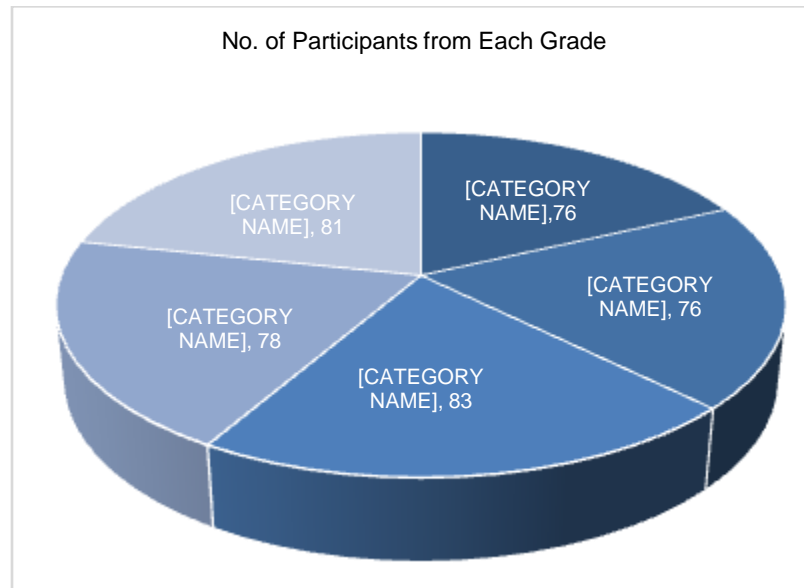 No. of Participants from Each Grade
[CATEGORY
NAME], 81
[CATEGORY
NAME],76
[CATEGORY
NAME], 76
[CATEGORY
NAME], 78
[CATEGORY
NAME], 83